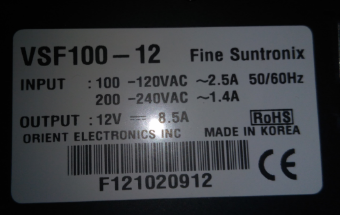 VSF100-12 Fine Suntronix
INPUT : 100 -120VAC ~2.5A 50/60Hz
200 -240VAC ~1.4A
OUTPUT : 12V ⎓ 8.5A RoHS
ORIENT ELECTRONICS INC MADE IN KOREA
CE
F121020912